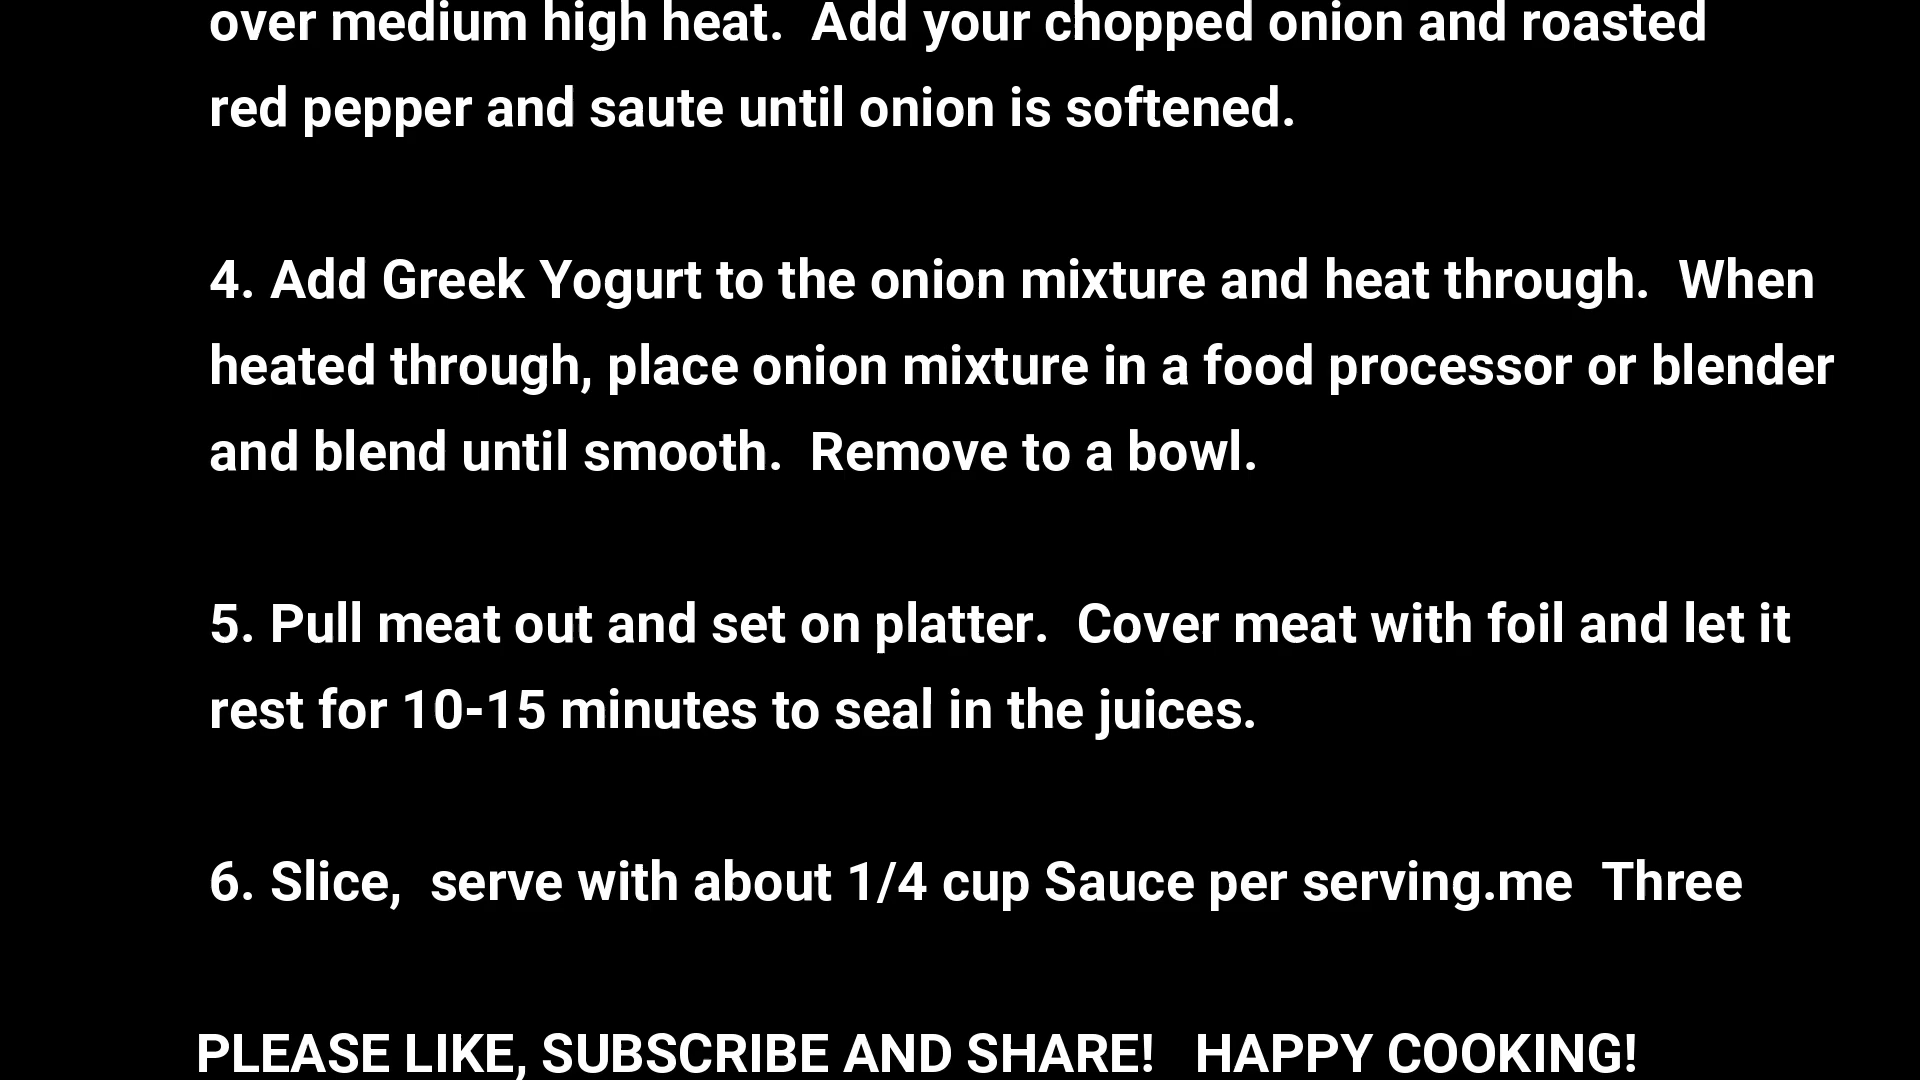 over medium high heat.  Add your chopped onion and roasted
red pepper and saute until onion is softened.
4. Add Greek Yogurt to the onion mixture and heat through.  When
heated through, place onion mixture in a food processor or blender
and blend until smooth.  Remove to a bowl.
5. Pull meat out and set on platter.  Cover meat with foil and let it
rest for 10-15 minutes to seal in the juices.
6. Slice,  serve with about 1/4 cup Sauce per serving.me  Three
PLEASE LIKE, SUBSCRIBE AND SHARE!   HAPPY COOKING!